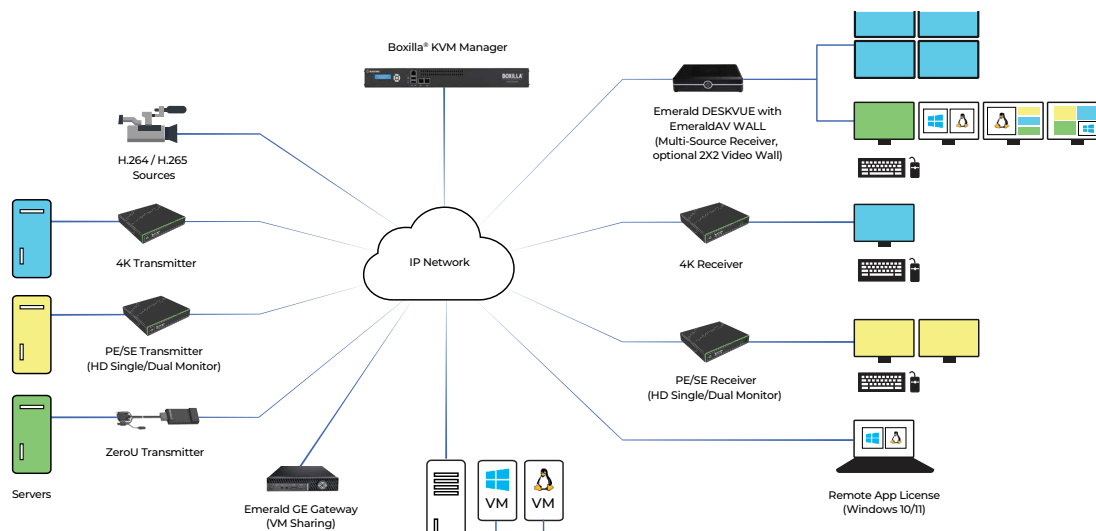 Boxilla® KVM Manager
BOXILLA
H.264 / H.265
Sources
Emerald DESKVUE with
EmeraldAV WALL
(Multi-Source Receiver,
optional 2X2 Video Wall)
4K Transmitter
IP Network
4K Receiver
PE/SE Transmitter
(HD Single/Dual Monitor)
PE/SE Receiver
(HD Single/Dual Monitor)
ZeroU Transmitter
Servers
Emerald GE Gateway
(VM Sharing)
VM
VM
Remote App License
(Windows 10/11)